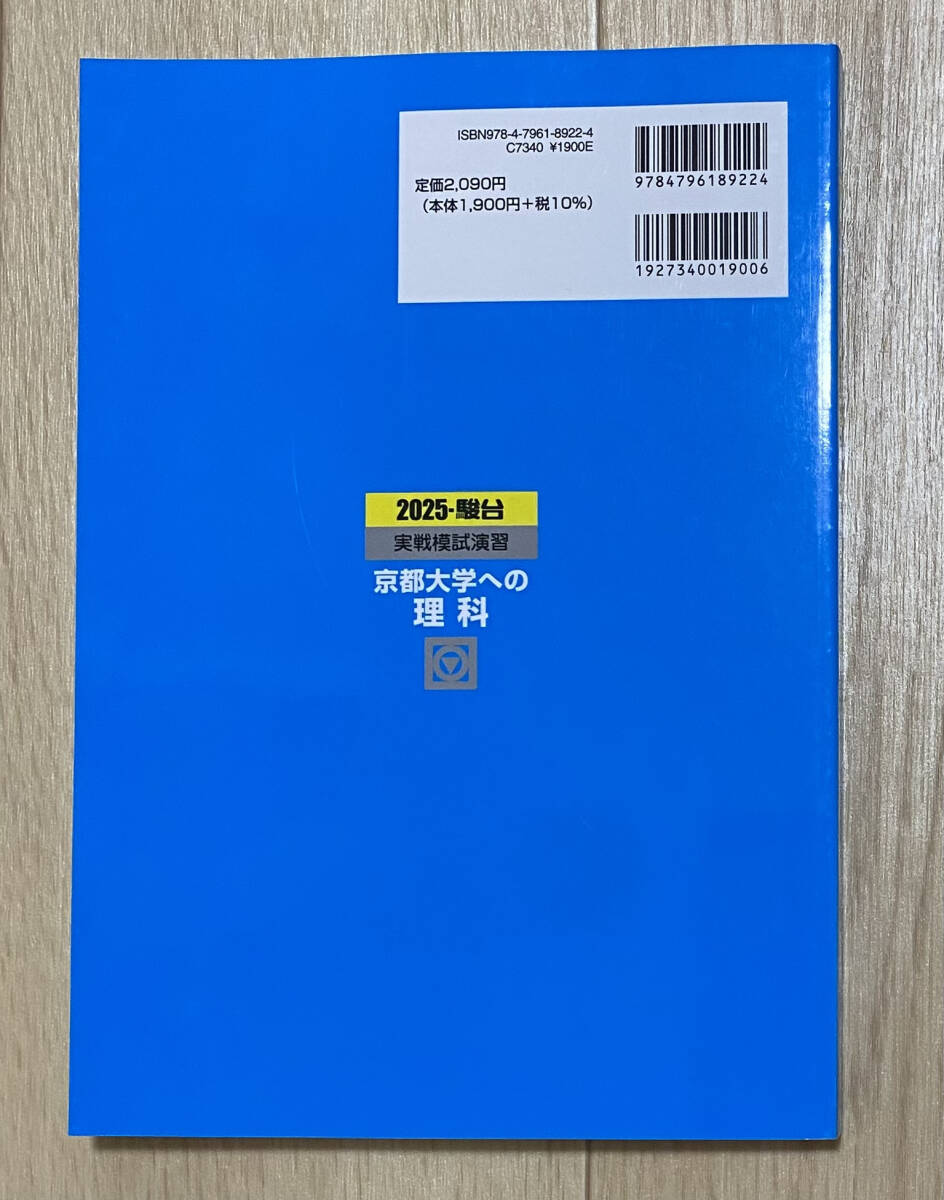 ISBN978-4-7961-8922-4
C7340 ¥1900E
定価2,090円
（本体1,900円＋税10%）
9784796189224
1927340019006
2025-駿台
実戦模試演習
京都大学への
理科